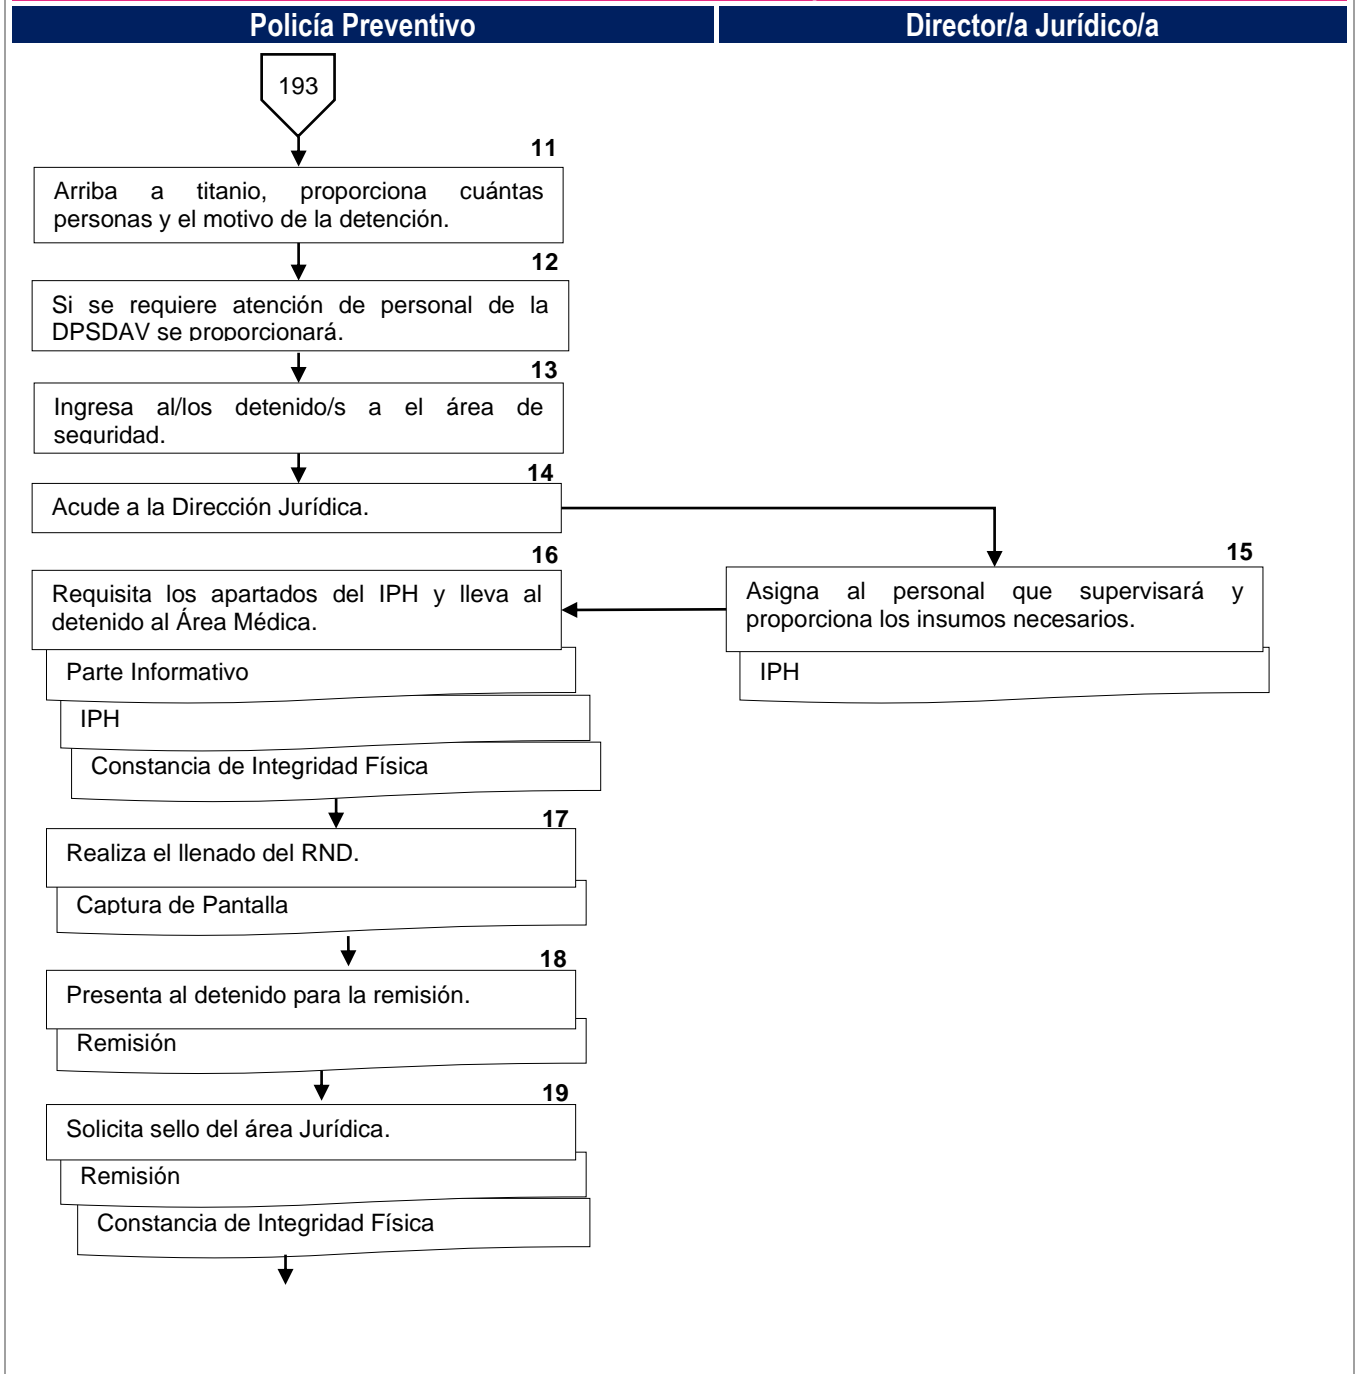 Policía Preventivo
Director/a Jurídico/a
193
11
Arriba a titanio, proporciona cuántas
personas y el motivo de la detención.
12
Si se requiere atención de personal de la
DPSDAV se proporcionará.
13
Ingresa al/los detenido/s a el área de
seguridad.
14
Acude a la Dirección Jurídica.
15
Asigna al personal que supervisará y
proporciona los insumos necesarios.
IPH
16
Requisita los apartados del IPH y lleva al
detenido al Área Médica.
Parte Informativo
IPH
Constancia de Integridad Física
17
Realiza el llenado del RND.
Captura de Pantalla
18
Presenta al detenido para la remisión.
Remisión
19
Solicita sello del área Jurídica.
Remisión
Constancia de Integridad Física